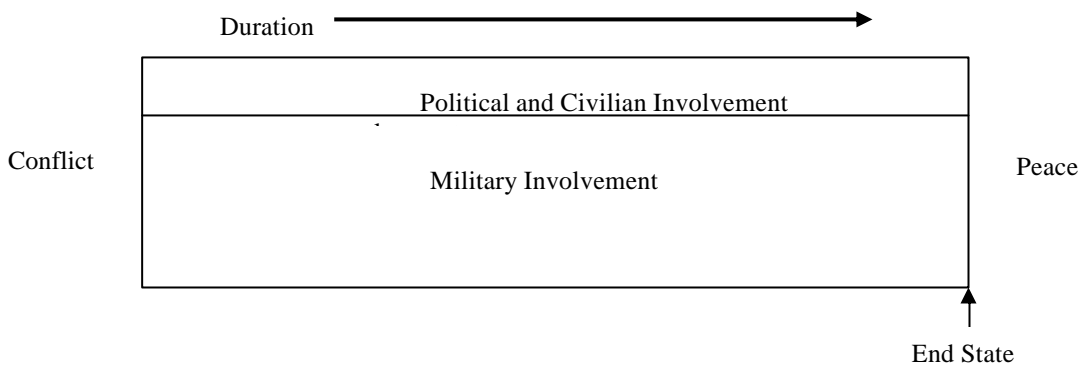 Duration
Political and Civilian Involvement
Conflict
Military Involvement
Peace
End State